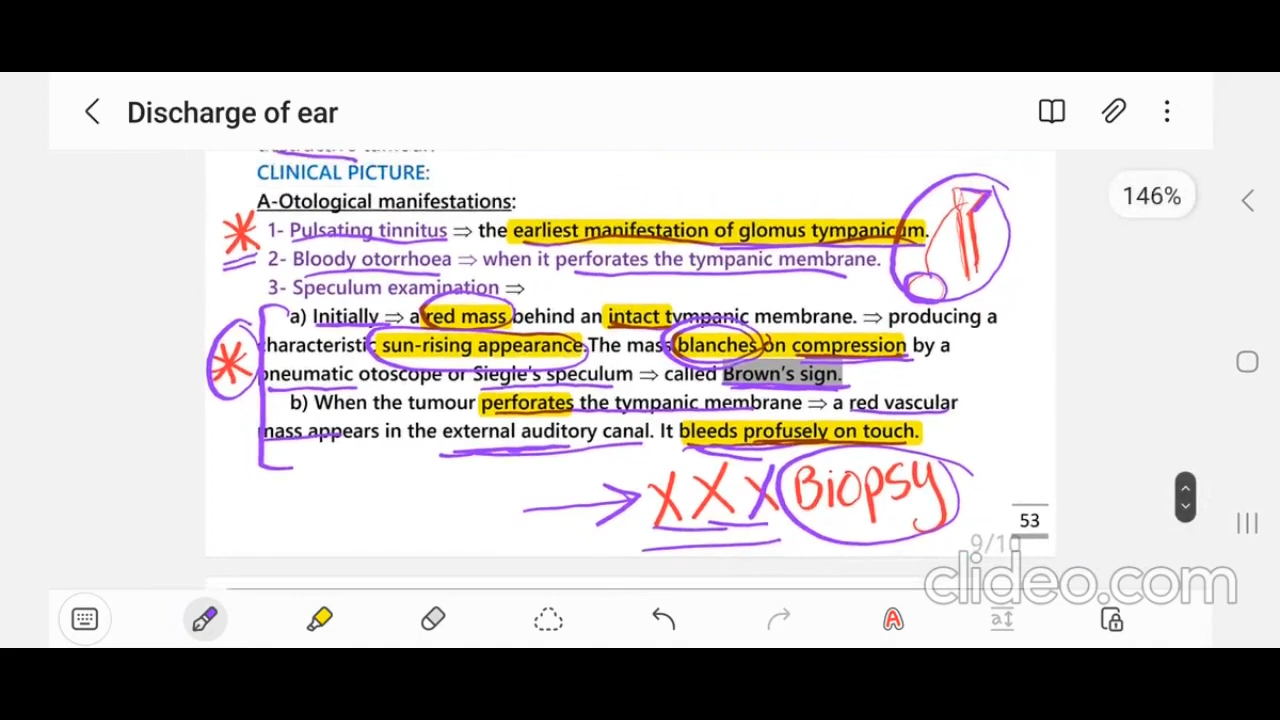 Discharge of ear
146%
CLINICAL PICTURE:
A-Otological manifestations:
1- Pulsating tinnitus ⇒ the earliest manifestation of glomus tympanicum.
2- Bloody otorrhoea ⇒ when it perforates the tympanic membrane.
3- Speculum examination ⇒
a) Initially ⇒ a red mass behind an intact tympanic membrane. ⇒ producing a
characteristic sun-rising appearance. The mass blanches on compression by a
pneumatic otoscope or Siegle's speculum ⇒ called Brown's sign.
b) When the tumour perforates the tympanic membrane ⇒ a red vascular
mass appears in the external auditory canal. It bleeds profusely on touch.
XXX Biopsy
53
9/10
clideo.com